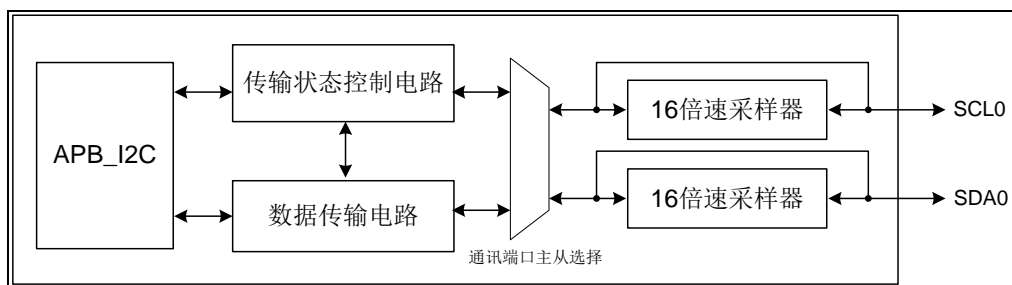 APB_I2C
传输状态控制电路
数据传输电路
通讯端口主从选择
16倍速采样器
16倍速采样器
SCL0
SDA0